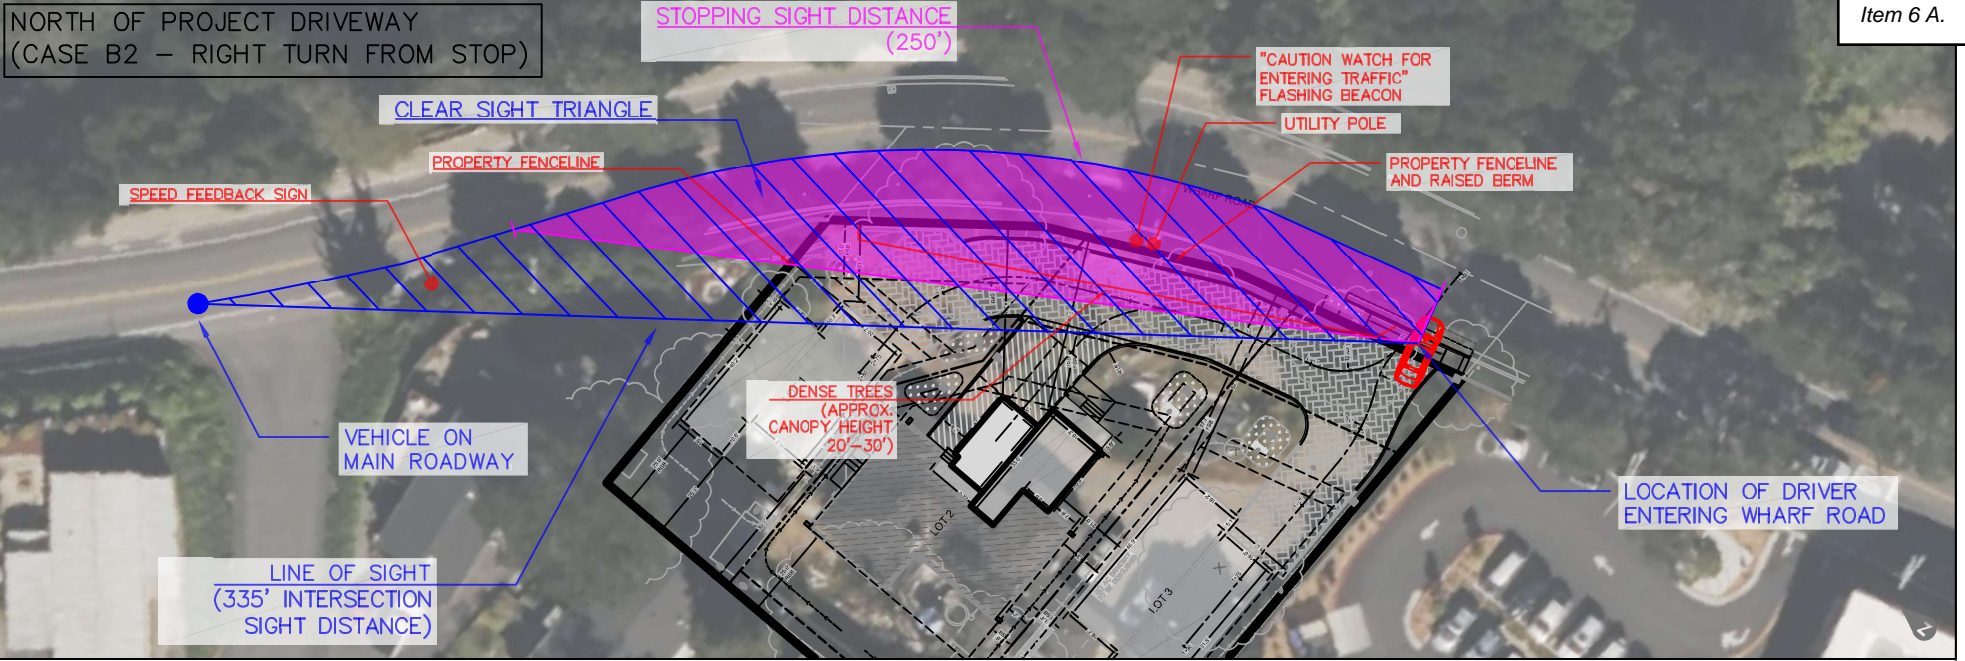 NORTH OF PROJECT DRIVEWAY
(CASE B2 – RIGHT TURN FROM STOP)
STOPPING SIGHT DISTANCE
(250')
Item 6 A.
"CAUTION WATCH FOR
ENTERING TRAFFIC"
FLASHING BEACON
CLEAR SIGHT TRIANGLE
UTILITY POLE
PROPERTY FENCELINE
PROPERTY FENCELINE
AND RAISED BERM
SPEED FEEDBACK SIGN
WHARF ROAD
DENSE TREES
(APPROX.
CANOPY HEIGHT
20'–30')
VEHICLE ON
MAIN ROADWAY
LOCATION OF DRIVER
ENTERING WHARF ROAD
LINE OF SIGHT
(335' INTERSECTION
SIGHT DISTANCE)
LOT 2
LOT 3
Z